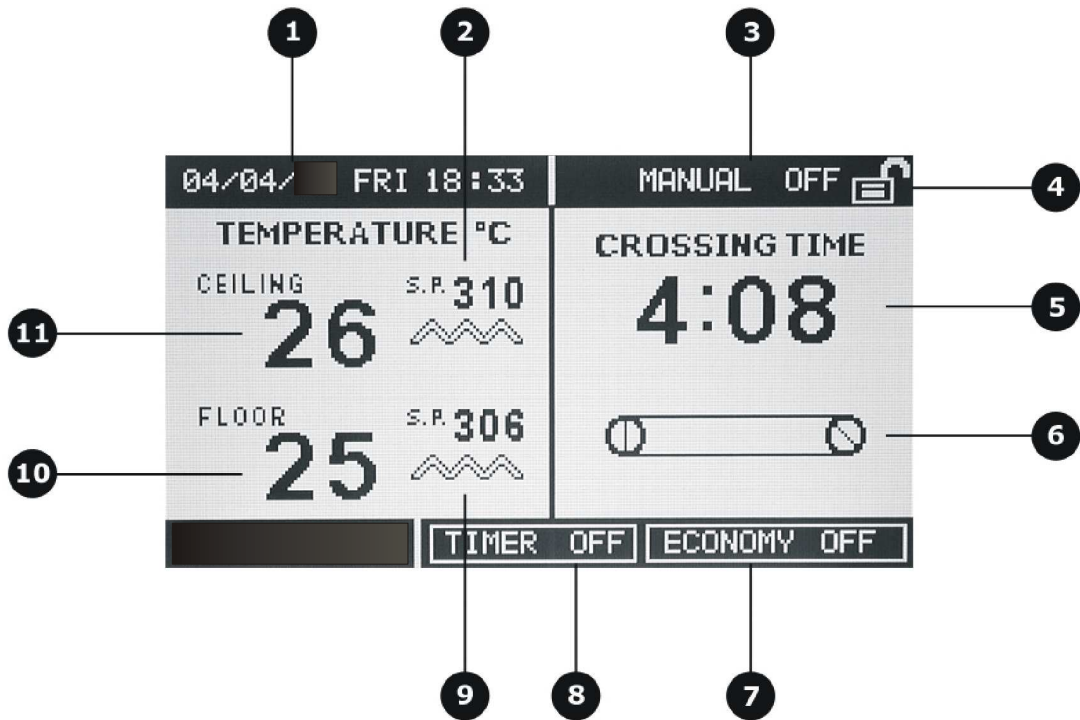 1 2 3
04/04/ FRI 18:33 MANUAL OFF
4
TEMPERATURE °C
CROSSING TIME
CEILING S.P. 310
26
4:08
5
11
FLOOR S.P. 306
25
6
10
TIMER OFF ECONOMY OFF
9 8 7